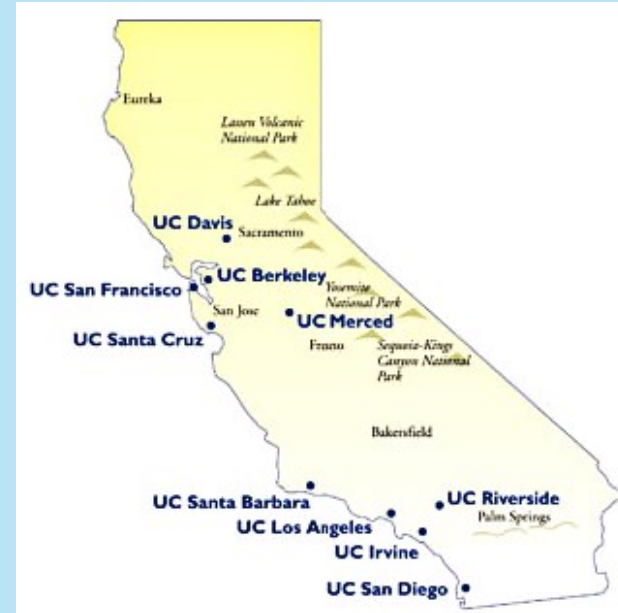 Eureka
Lassen Volcanic
National Park
Lake Tahoe
UC Davis
Sacramento
UC Berkeley
UC San Francisco
Yosemite
National Park
San Jose
UC Merced
UC Santa Cruz
Fresno
Sequoia-Kings
Canyon National
Park
Bakersfield
UC Santa Barbara
UC Riverside
UC Los Angeles
Palm Springs
UC Irvine
UC San Diego